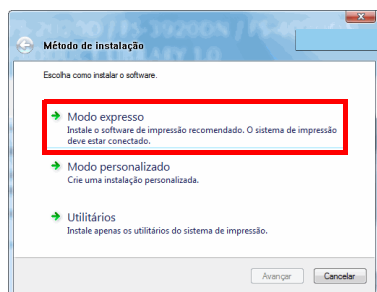 Método de instalação
Escolha como instalar o software.
Modo expresso
Instale o software de impressão recomendado. O sistema de impressão
deve estar conectado.
Modo personalizado
Crie uma instalação personalizada.
Utilitários
Instale apenas os utilitários do sistema de impressão.
Avançar
Cancelar